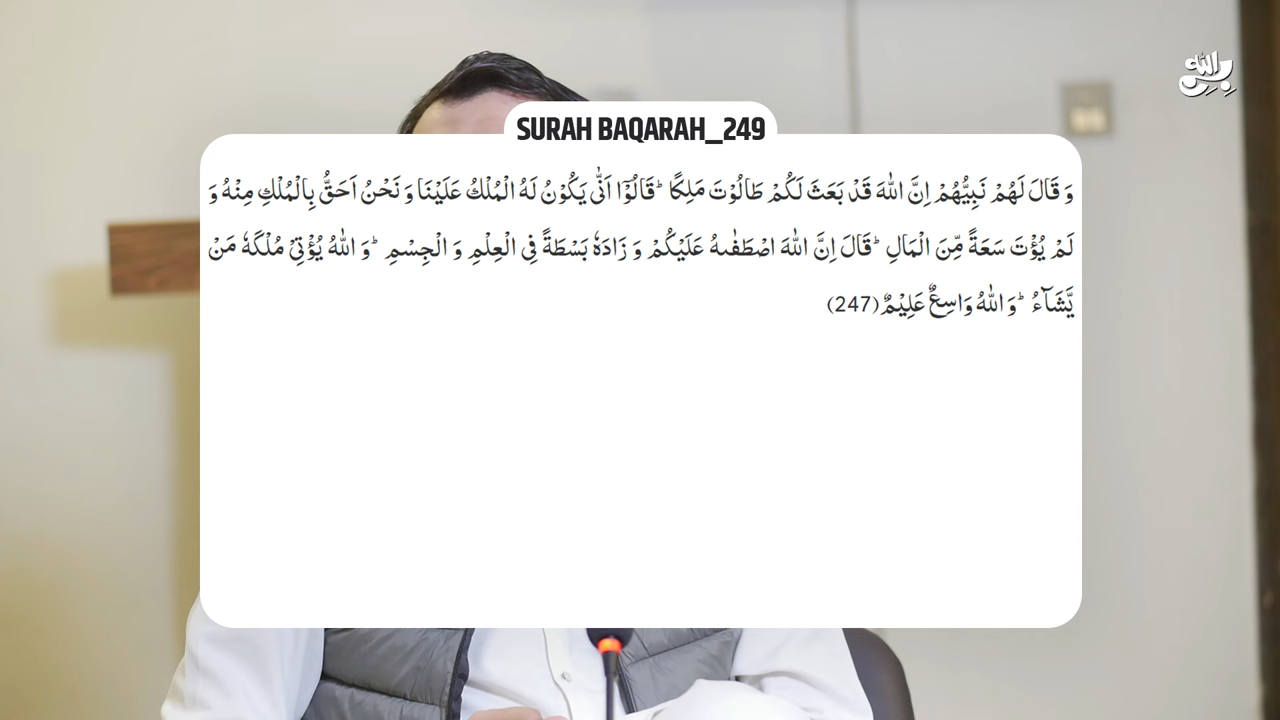 SURAH BAQARAH_249
وَ قَالَ لَهُمْ نَبِیُّهُمْ اِنَّ اللّٰهَ قَدْ بَعَثَ لَكُمْ طَالُوْتَ مَلِكًاؕ-قَالُوْۤا اَنّٰى یَكُوْنُ لَهُ الْمُلْكُ عَلَیْنَا وَ نَحْنُ اَحَقُّ بِالْمُلْكِ مِنْهُ وَ
لَمْ یُؤْتَ سَعَةً مِّنَ الْمَالِؕ-قَالَ اِنَّ اللّٰهَ اصْطَفٰىهُ عَلَیْكُمْ وَ زَادَهٗ بَسْطَةً فِی الْعِلْمِ وَ الْجِسْمِؕ-وَ اللّٰهُ یُؤْتِیْ مُلْكَهٗ مَنْ
یَّشَآءُؕ-وَ اللّٰهُ وَاسِعٌ عَلِیْمٌ(247)